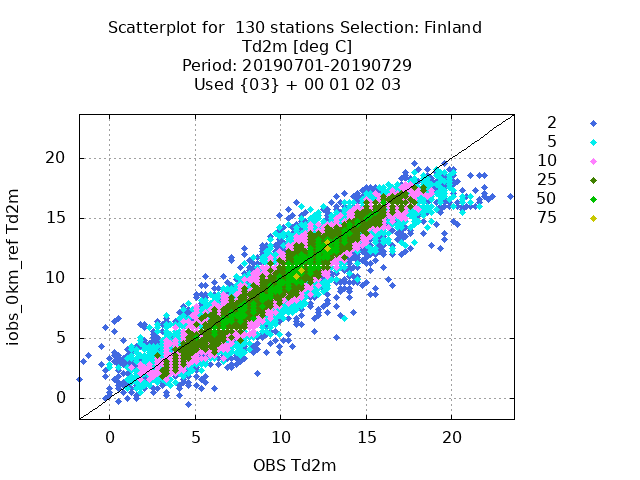 Scatterplot for  130 stations Selection: Finland
Td2m [deg C]
Period: 20190701-20190729
Used {03} + 00 01 02 03
2
5
10
25
50
75
20
15
10
5
0
iobs_0km_ref Td2m
0 5 10 15 20
OBS Td2m